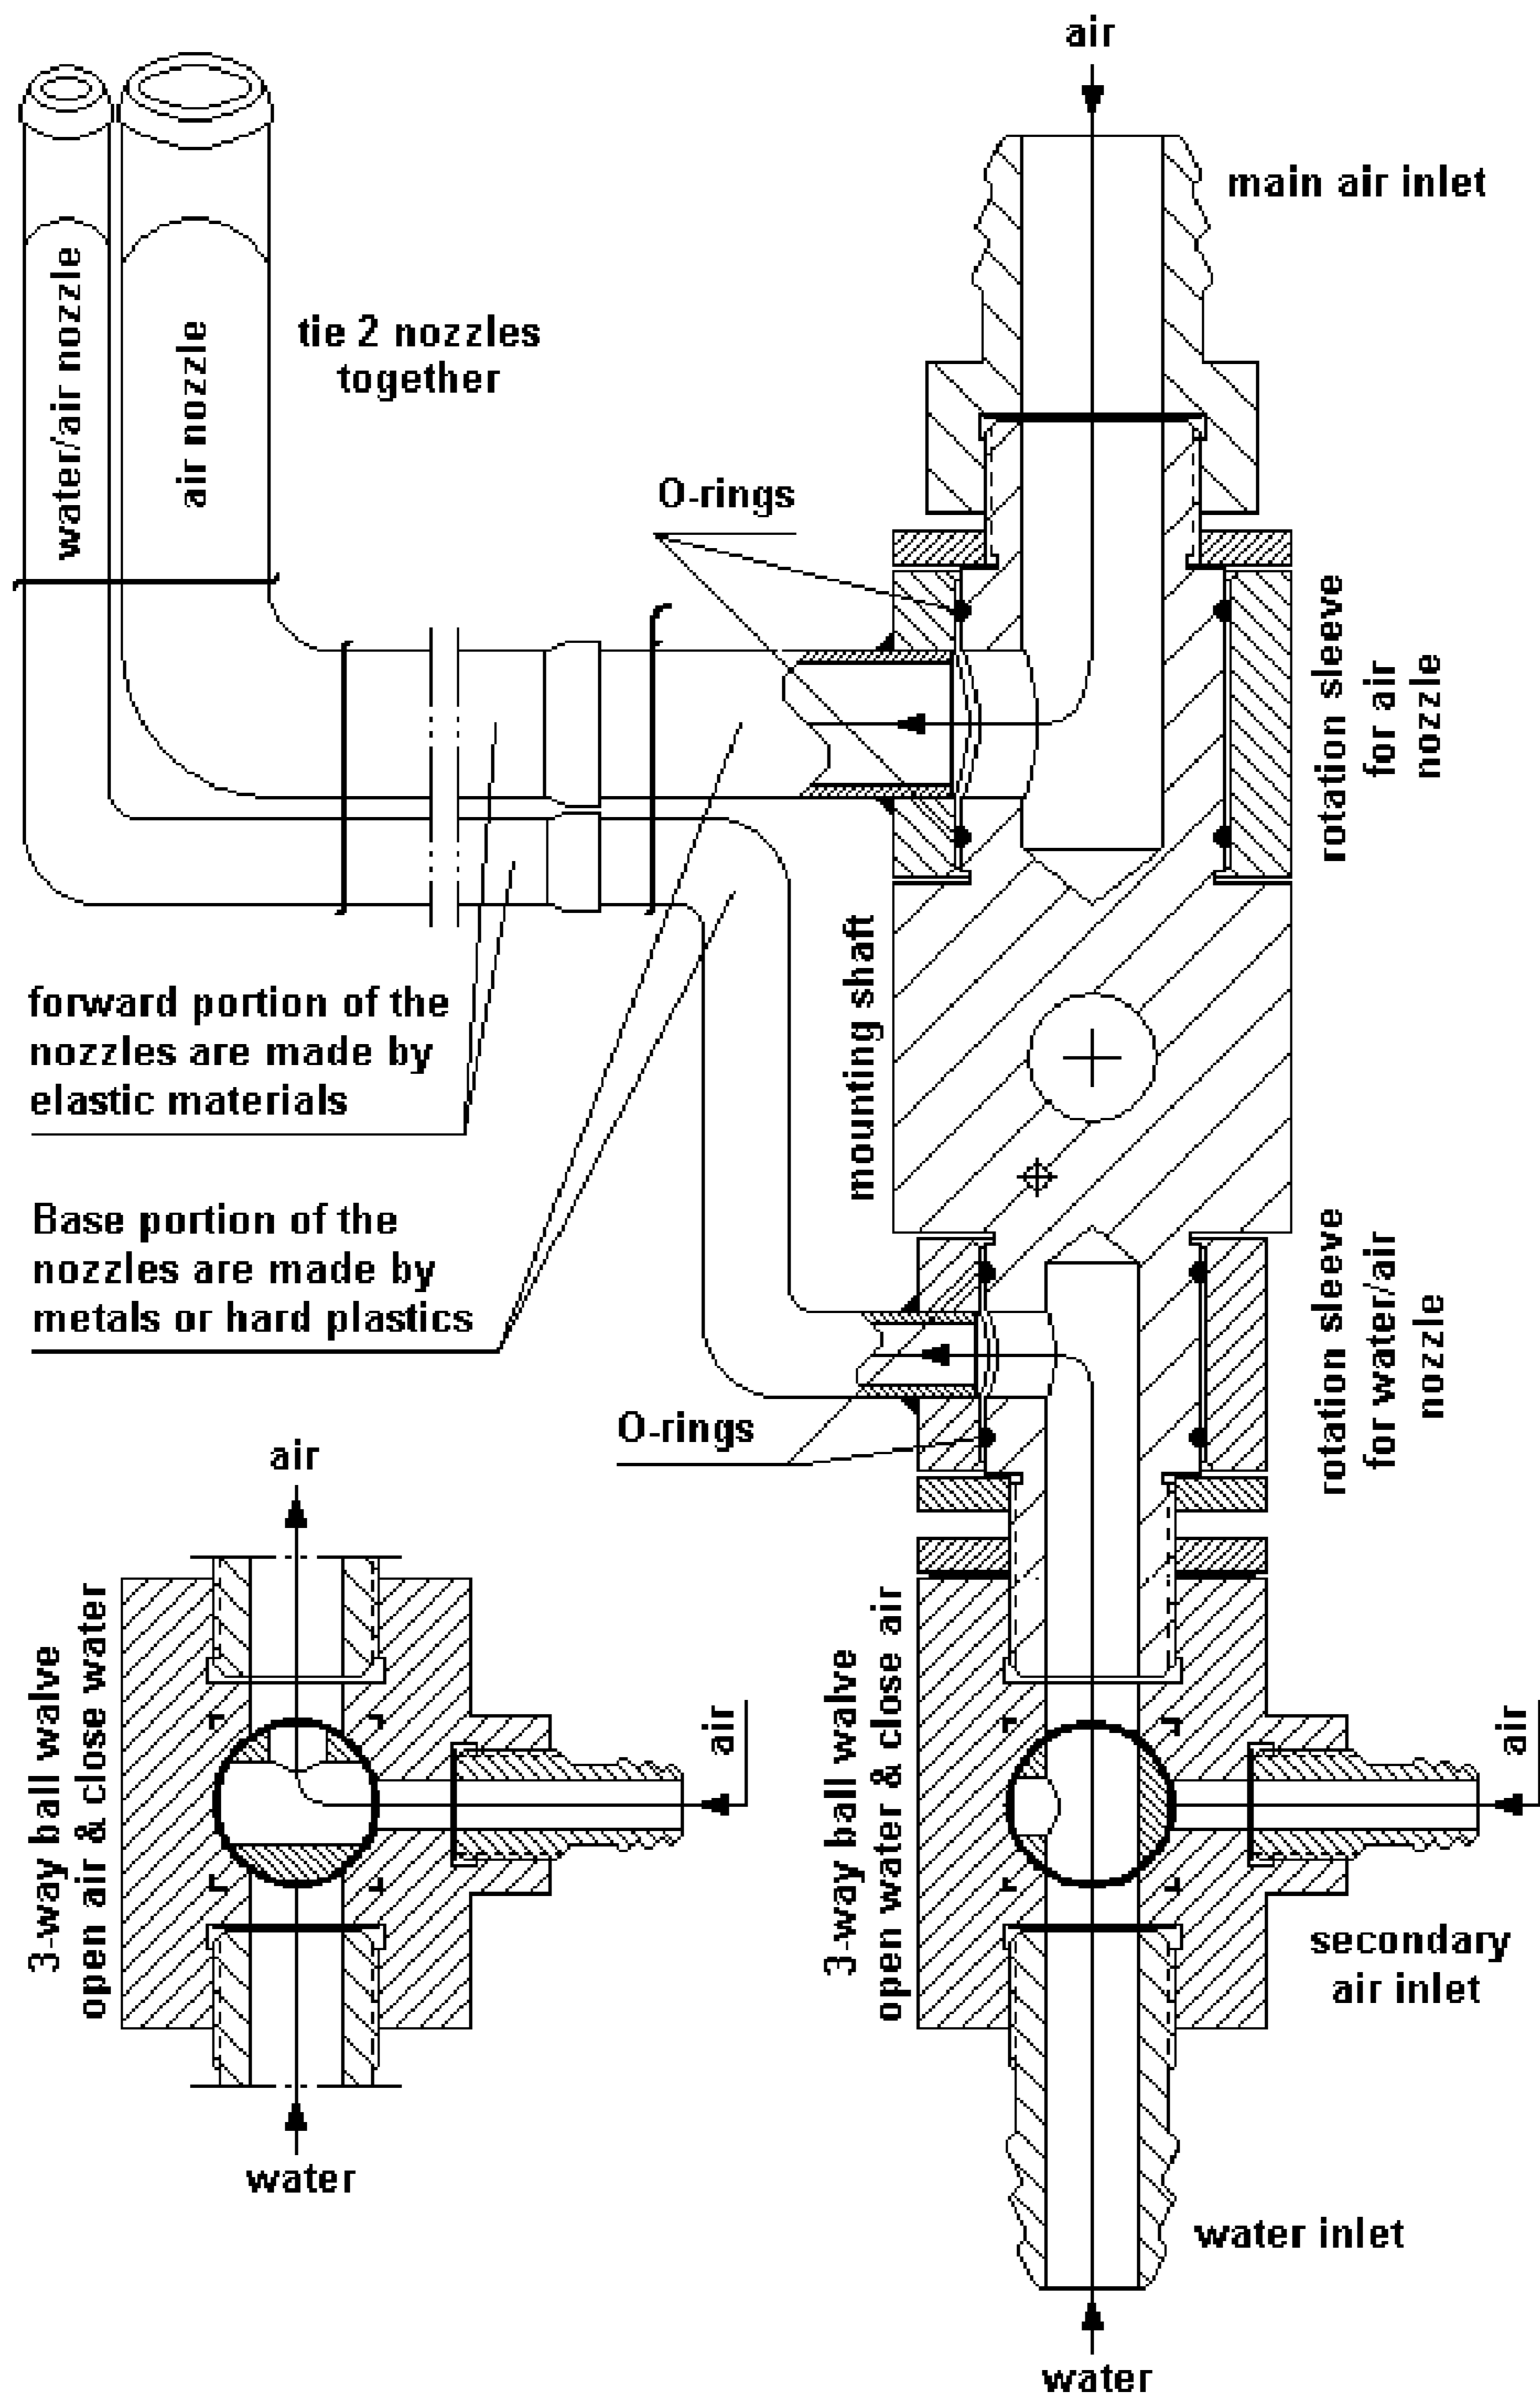 air
main air inlet
water/air nozzle
air nozzle
tie 2 nozzles
together
O-rings
rotation sleeve
for air
nozzle
mounting shaft
forward portion of the
nozzles are made by
elastic materials
Base portion of the
nozzles are made by
metals or hard plastics
rotation sleeve
for water/air
nozzle
O-rings
air
3-way ball walve
open air & close water
air
water
3-way ball walve
open water & close air
air
secondary
air inlet
water inlet
water